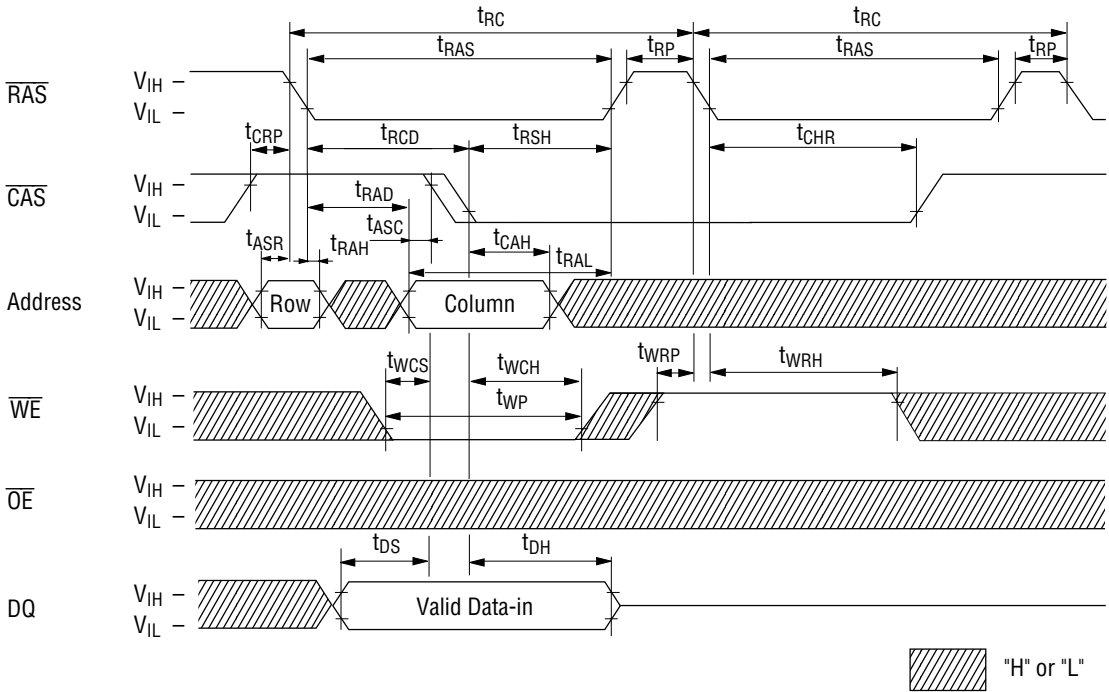 tRC tRC
tRAS tRP tRAS tRP
RAS VIH –
VIL –
tCRP tRCD tRSH tCHR
CAS VIH –
VIL –
tRAD
tASC
tASR tRAH tCAH
tRAL
Address VIH –
VIL –
Row Column
tWCS tWCH tWRP tWRH
tWP
WE VIH –
VIL –
OE VIH –
VIL –
tDS tDH
DQ VIH –
VIL –
Valid Data-in
"H" or "L"